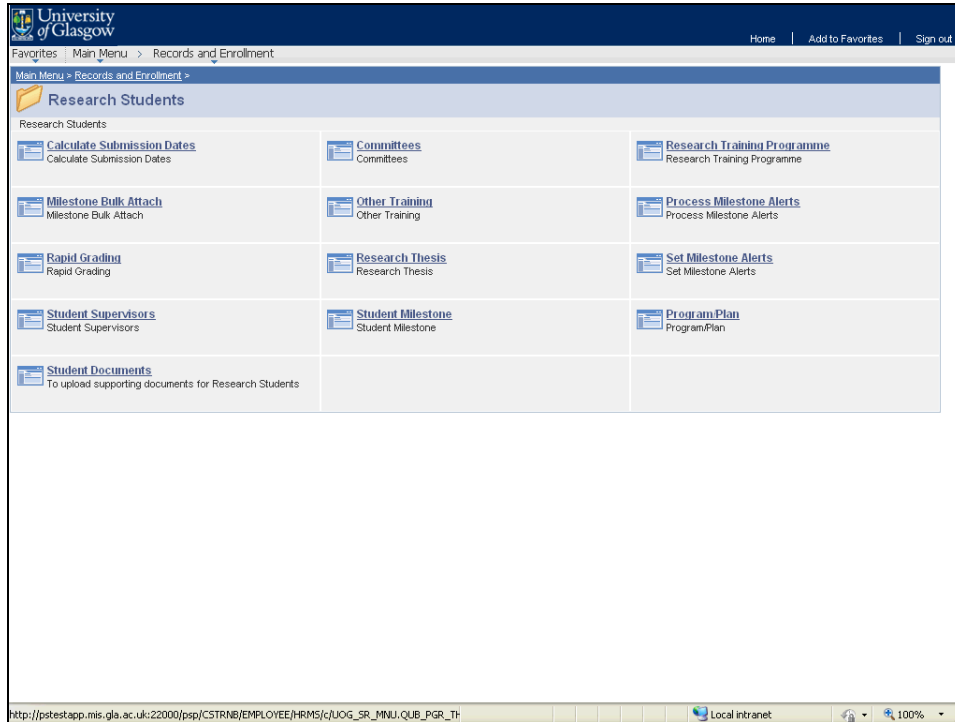 University
of Glasgow
Home | Add to Favorites | Sign out
Favorites Main Menu > Records and Enrollment
Main Menu > Records and Enrollment >
Research Students
Research Students
Calculate Submission Dates
Calculate Submission Dates
Committees
Committees
Research Training Programme
Research Training Programme
Milestone Bulk Attach
Milestone Bulk Attach
Other Training
Other Training
Process Milestone Alerts
Process Milestone Alerts
Rapid Grading
Rapid Grading
Research Thesis
Research Thesis
Set Milestone Alerts
Set Milestone Alerts
Student Supervisors
Student Supervisors
Student Milestone
Student Milestone
Program/Plan
Program/Plan
Student Documents
To upload supporting documents for Research Students
http://pstestapp.mis.gla.ac.uk:22000/psp/CSTRNB/EMPLOYEE/HRMS/c/UOG_SR_MNU.QUB_PGR_TH Local intranet 100%